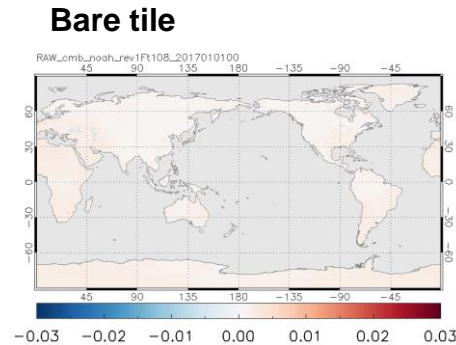 Bare tile
RAW_cmb_noah_rev1Ft108_2017010100
45 90 135 180 −135 −90 −45
60 60
30 30
0 0
−30 −30
−60 −60
45 90 135 180 −135 −90 −45
−0.03 −0.02 −0.01 0.00 0.01 0.02 0.03